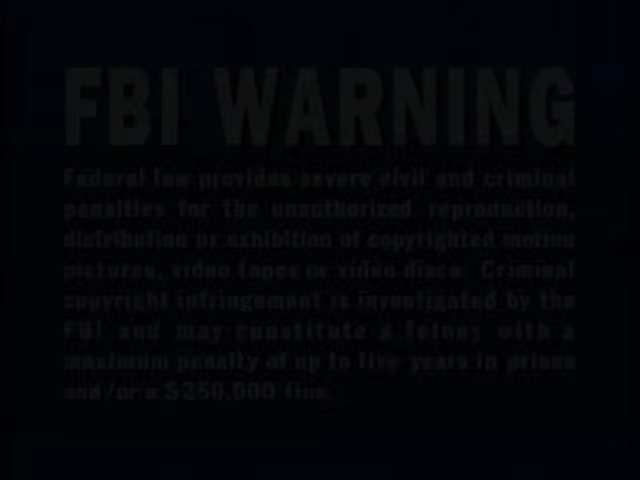 FBI WARNING
Federal law provides severe civil and criminal
penalties for the unauthorized reproduction,
distribution or exhibition of copyrighted motion
pictures, video tapes or video discs. Criminal
copyright infringement is investigated by the
FBI and may constitute a felony with a
maximum penalty of up to five years in prison
and/or a $250,000 fine.